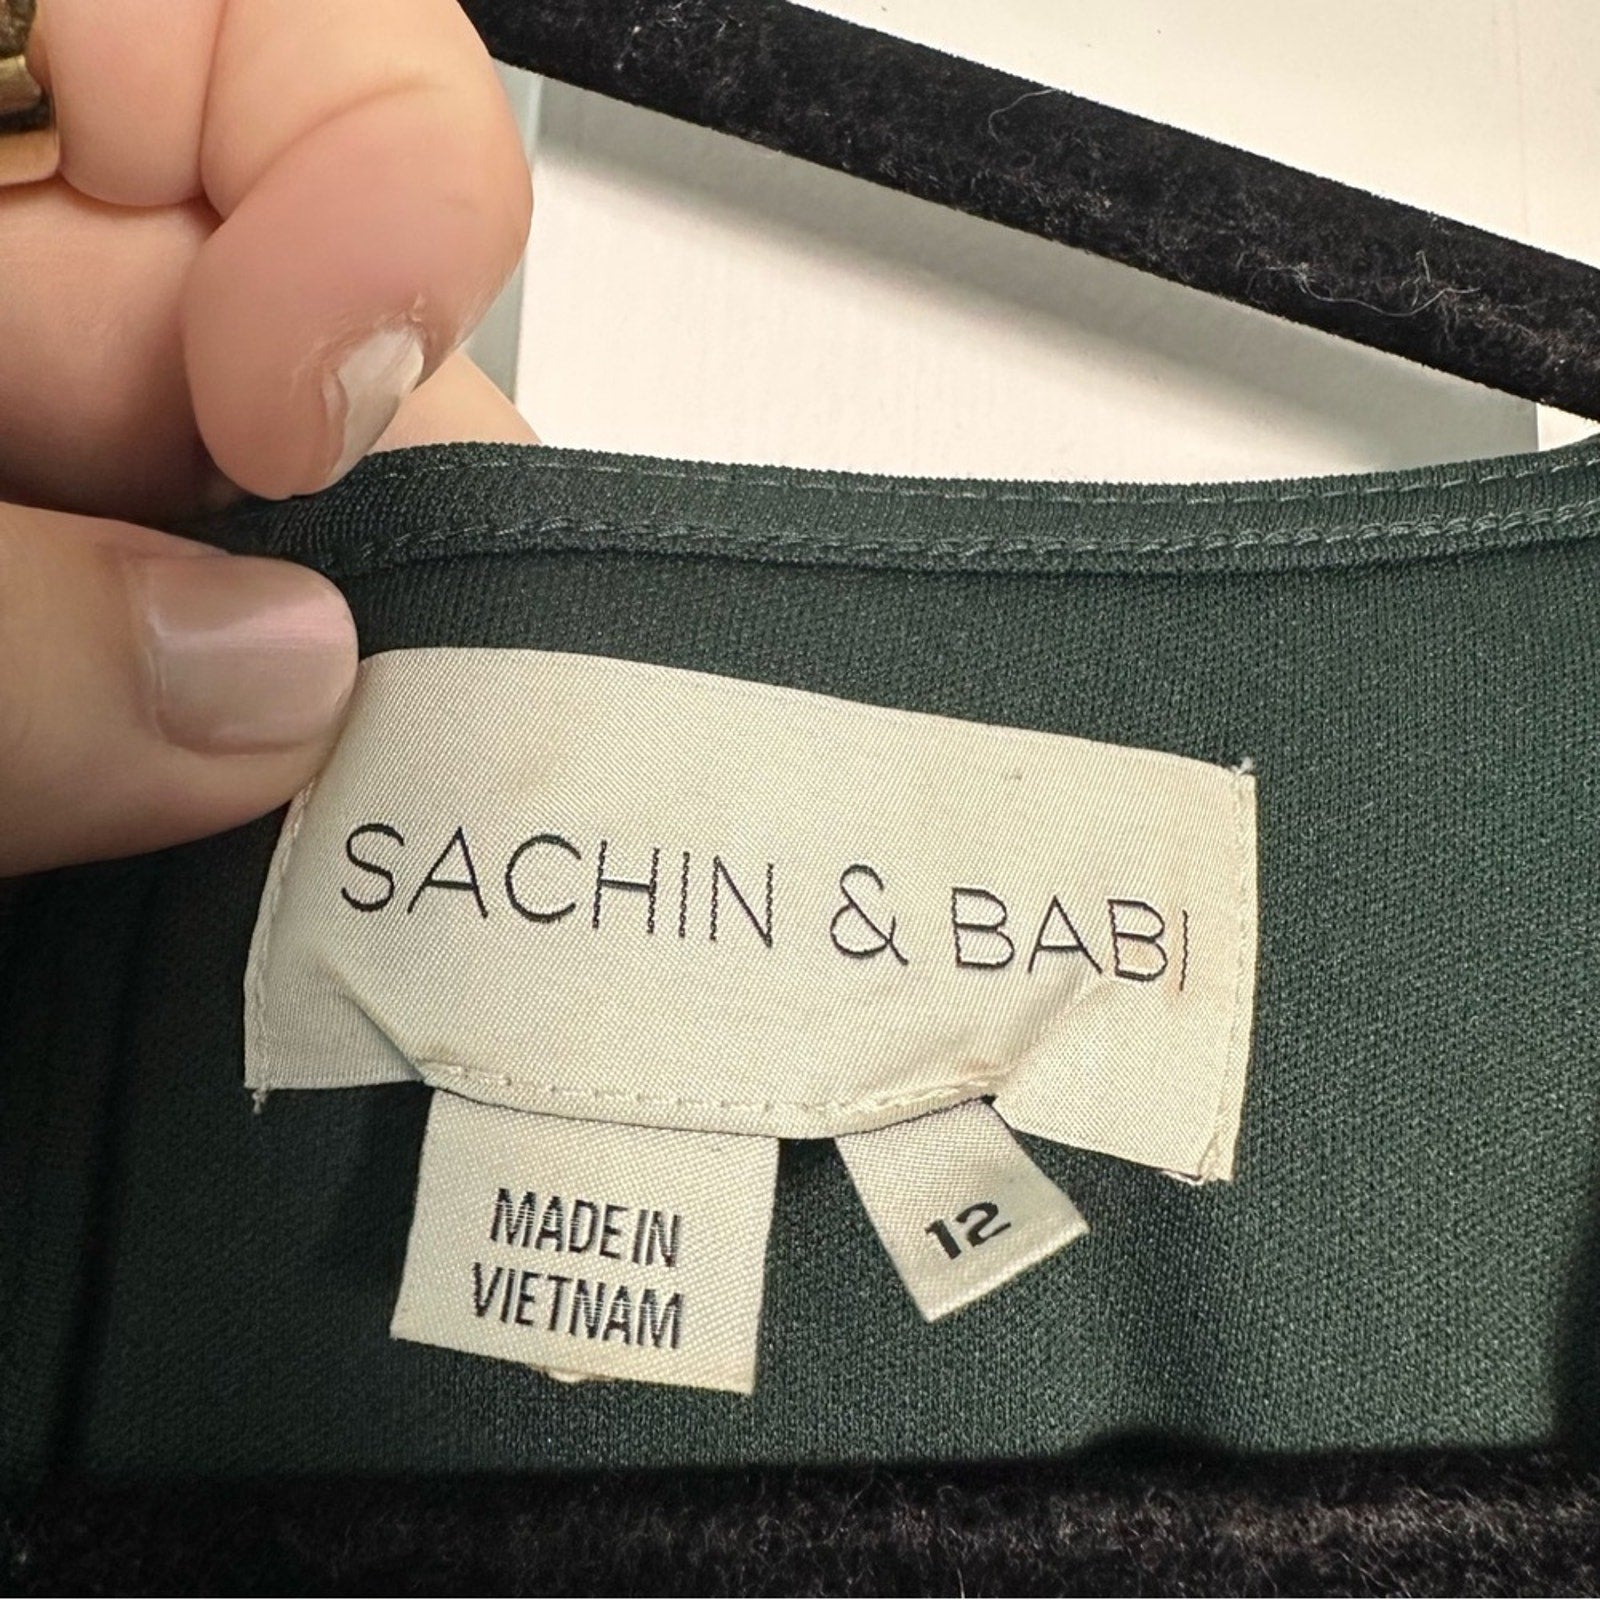 SACHIN & BABI
MADE IN
VIETNAM
12